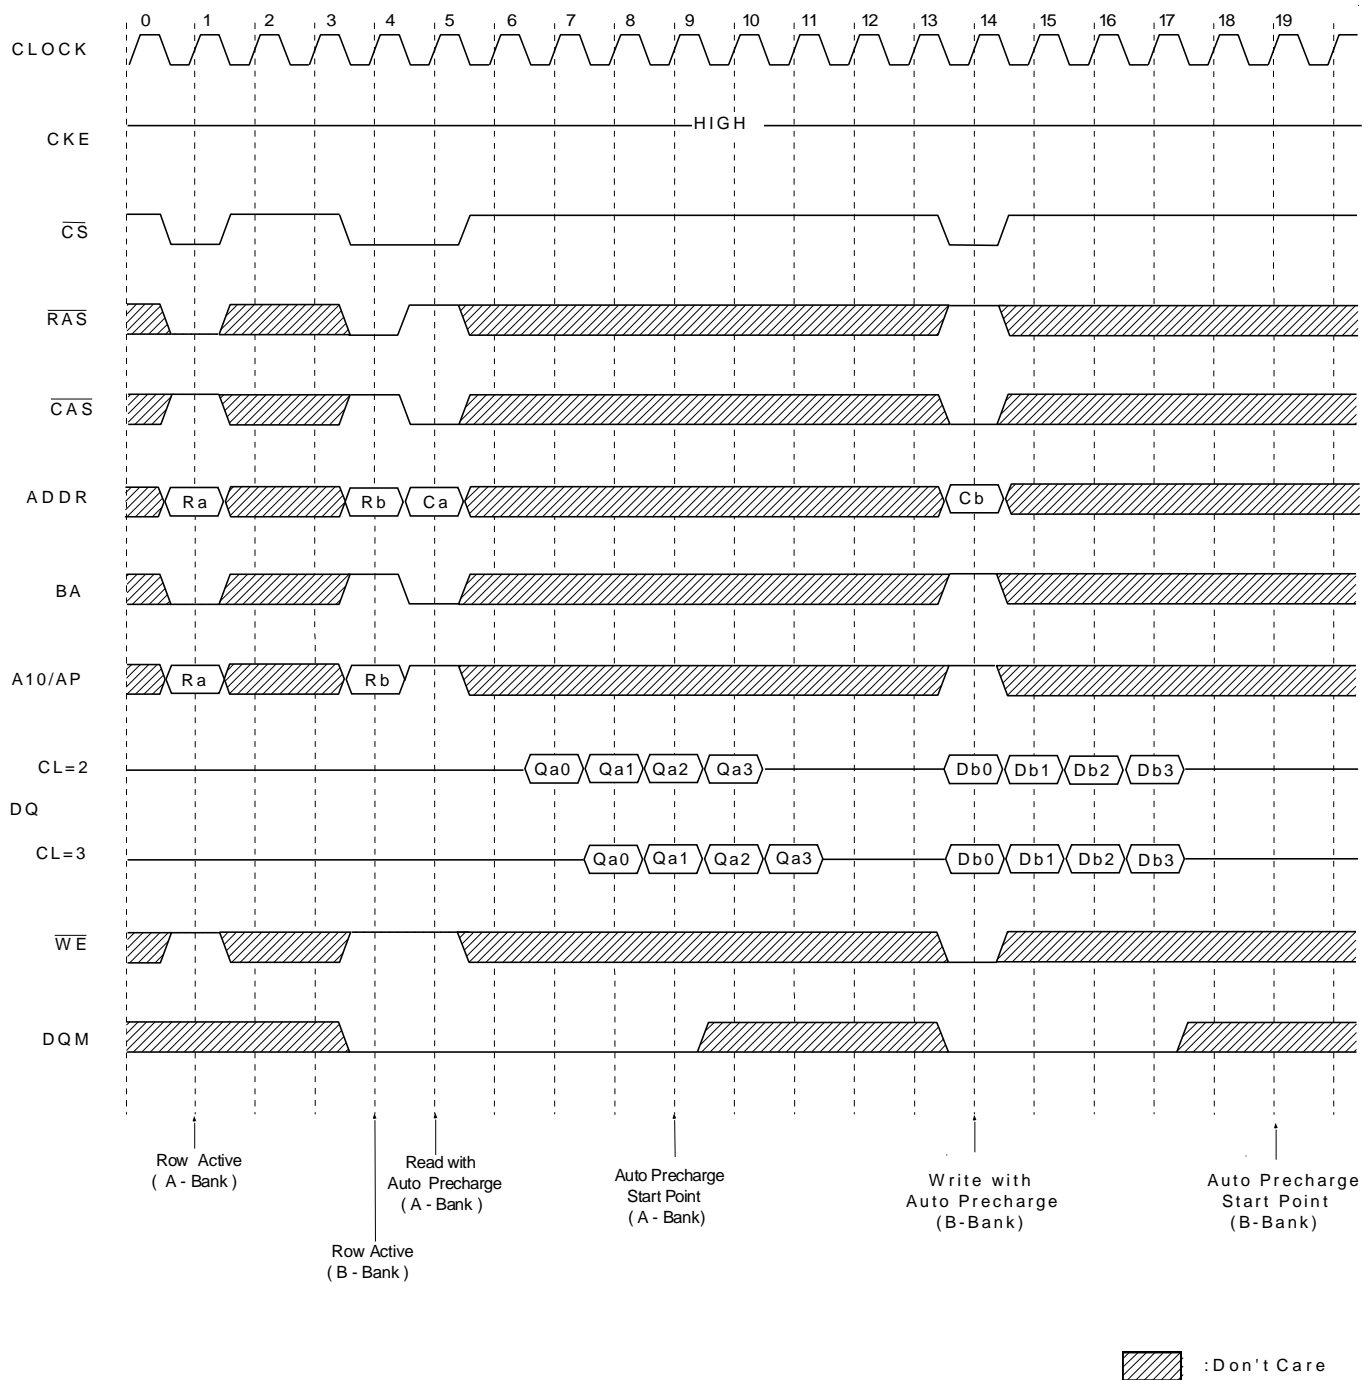 0 1 2 3 4 5 6 7 8 9 10 11 12 13 14 15 16 17 18 19
CLOCK
HIGH
CKE
CS
RAS
CAS
ADDR Ra Rb Ca Cb
BA
A10/AP Ra Rb
CL=2 Qa0 Qa1 Qa2 Qa3 Db0 Db1 Db2 Db3
DQ
CL=3 Qa0 Qa1 Qa2 Qa3 Db0 Db1 Db2 Db3
WE
DQM
Row Active
( A - Bank )
Row Active
( B - Bank )
Read with
Auto Precharge
( A - Bank )
Auto Precharge
Start Point
( A - Bank)
Write with
Auto Precharge
(B-Bank)
Auto Precharge
Start Point
(B-Bank)
:Don't Care